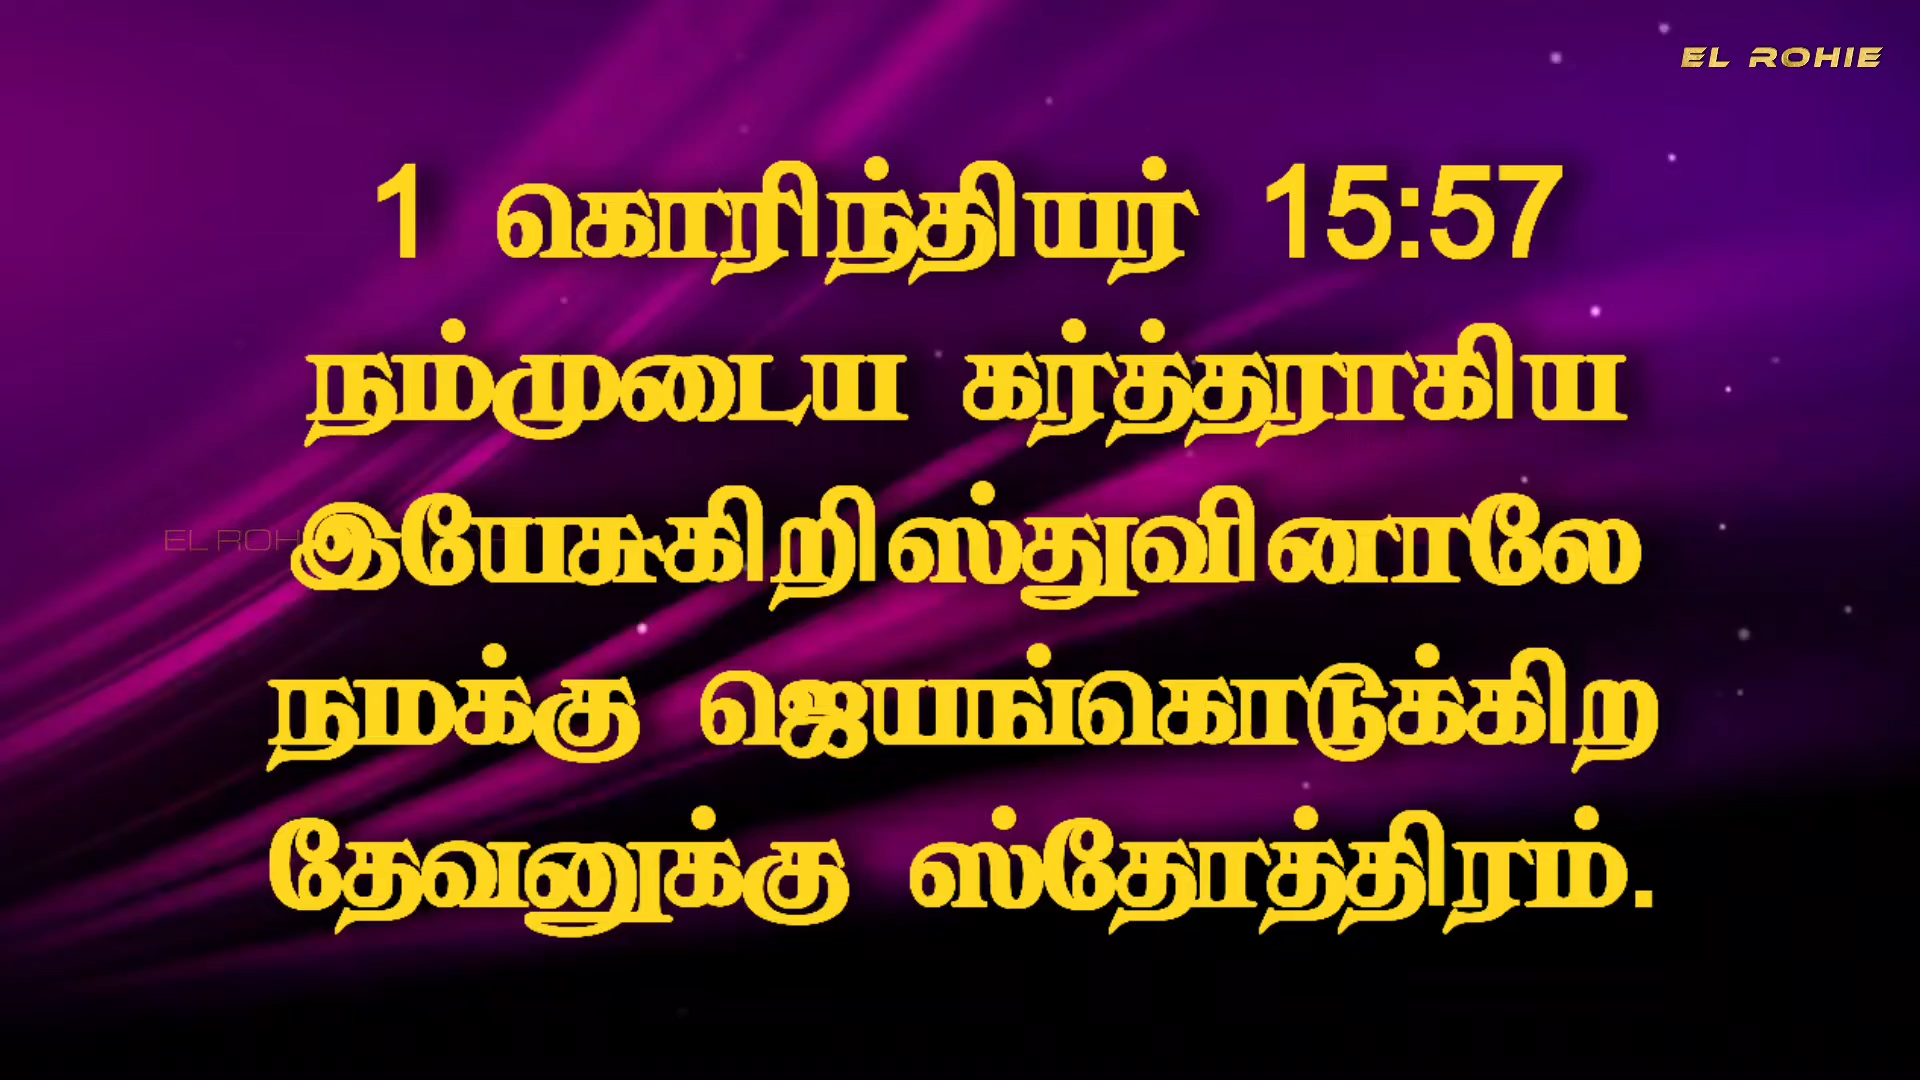 EL ROHIE
1 கொரிந்தியர் 15:57
நம்முடைய கர்த்தராகிய
இயேசுகிறிஸ்துவினாலே
நமக்கு ஜெயங்கொடுக்கிற
தேவனுக்கு ஸ்தோத்திரம்.